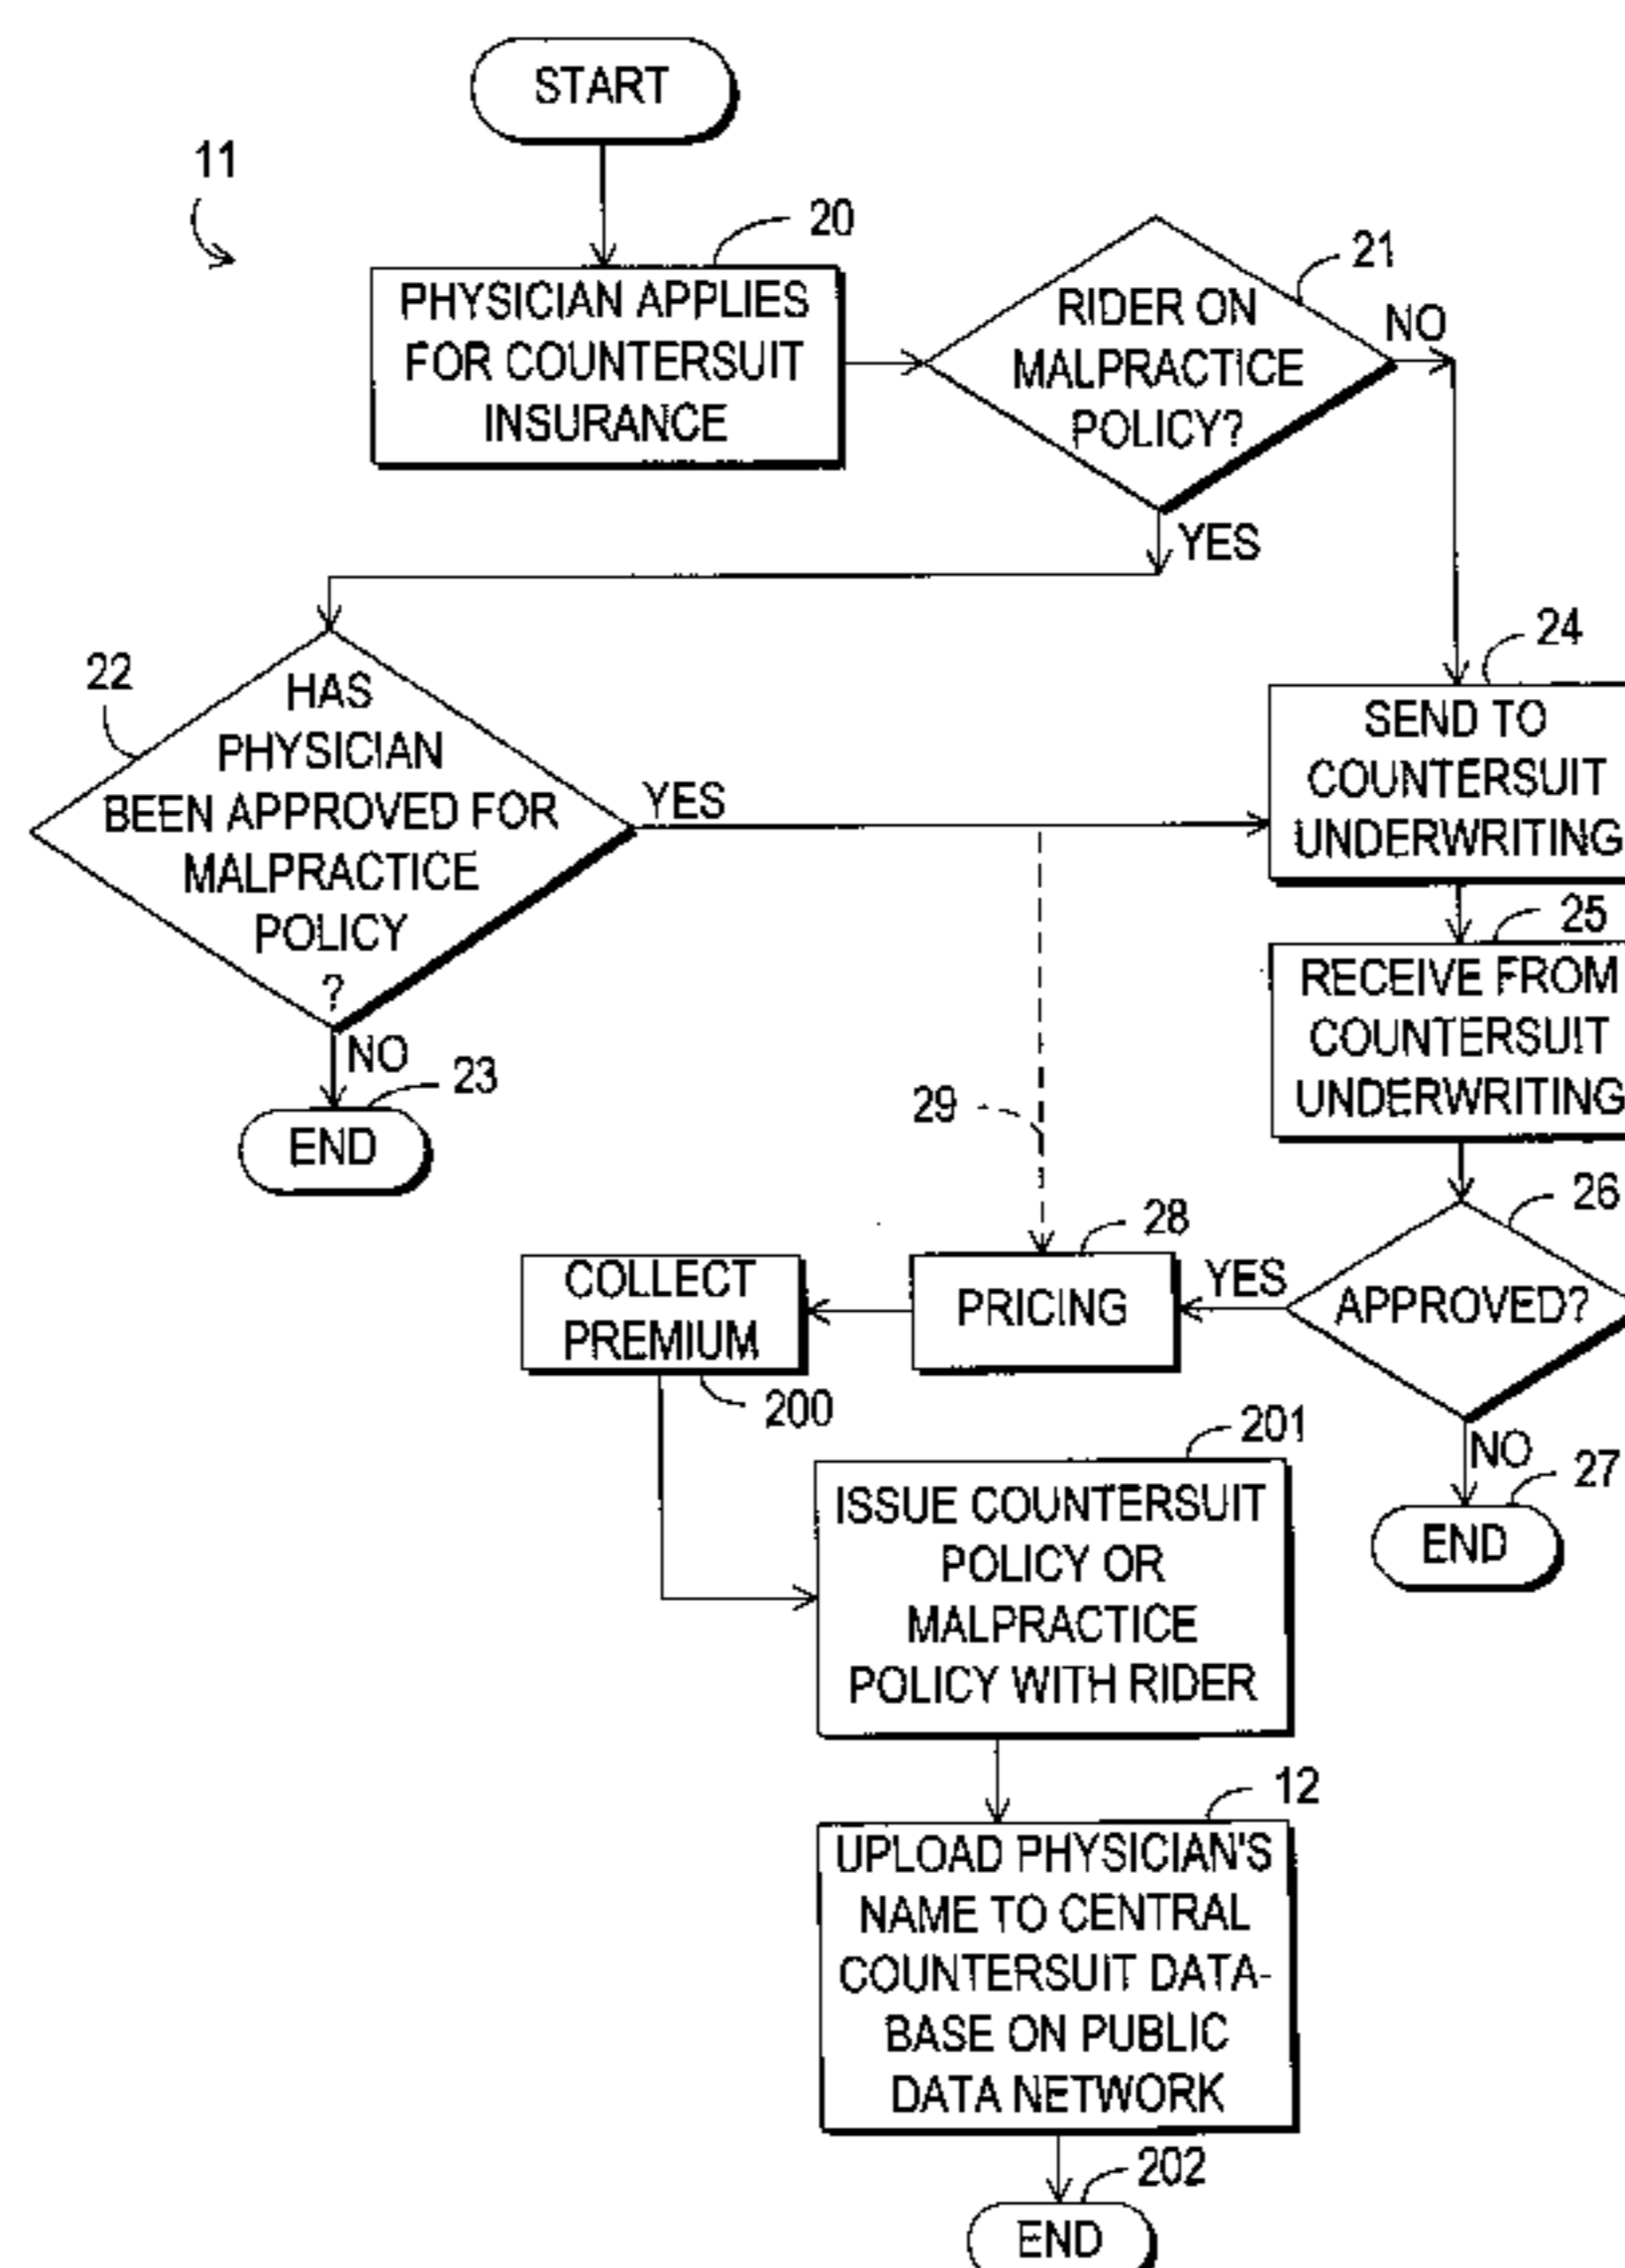 START
11
20
PHYSICIAN APPLIES
FOR COUNTERSUIT
INSURANCE
21
RIDER ON
MALPRACTICE
POLICY?
NO
YES
22
HAS
PHYSICIAN
BEEN APPROVED FOR
MALPRACTICE
POLICY
?
YES
NO
23
END
24
SEND TO
COUNTERSUIT
UNDERWRITING
25
RECEIVE FROM
COUNTERSUIT
UNDERWRITING
29
26
APPROVED?
YES
NO
27
END
28
PRICING
COLLECT
PREMIUM
200
201
ISSUE COUNTERSUIT
POLICY OR
MALPRACTICE
POLICY WITH RIDER
12
UPLOAD PHYSICIAN'S
NAME TO CENTRAL
COUNTERSUIT DATA-
BASE ON PUBLIC
DATA NETWORK
202
END